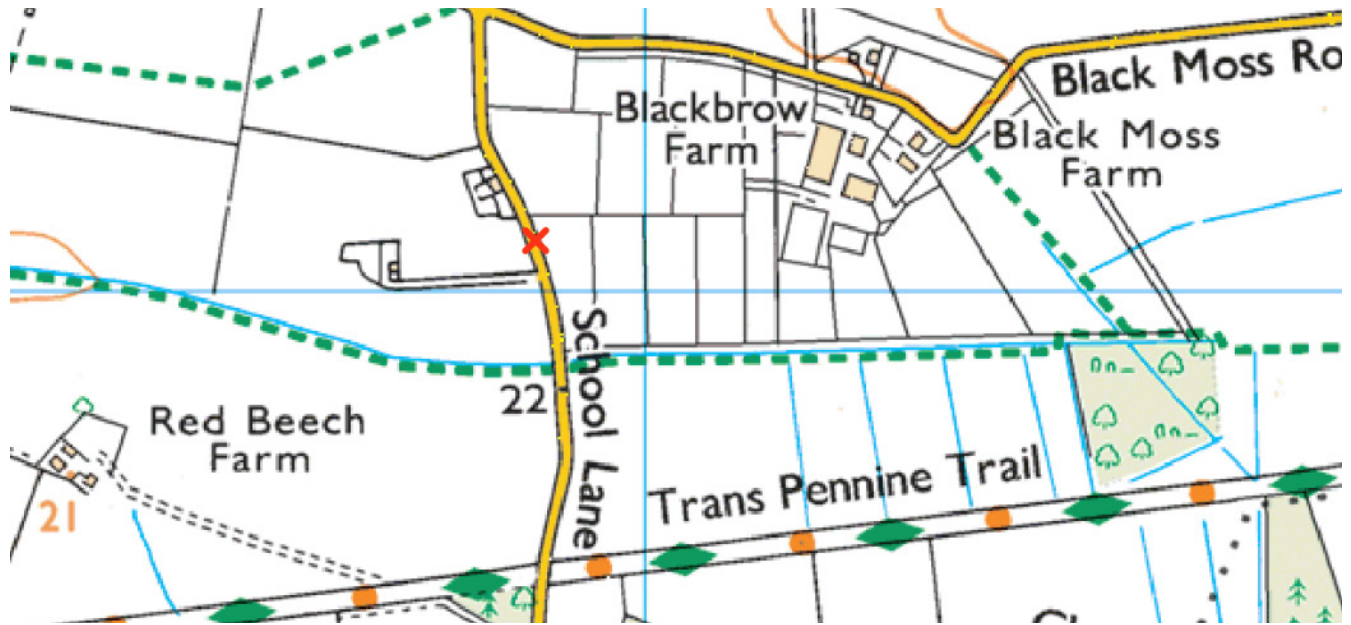 Black Moss Ro
Blackbrow
Farm
Black Moss
Farm
School Lane
22
Red Beech
Farm
21
Trans Pennine Trail